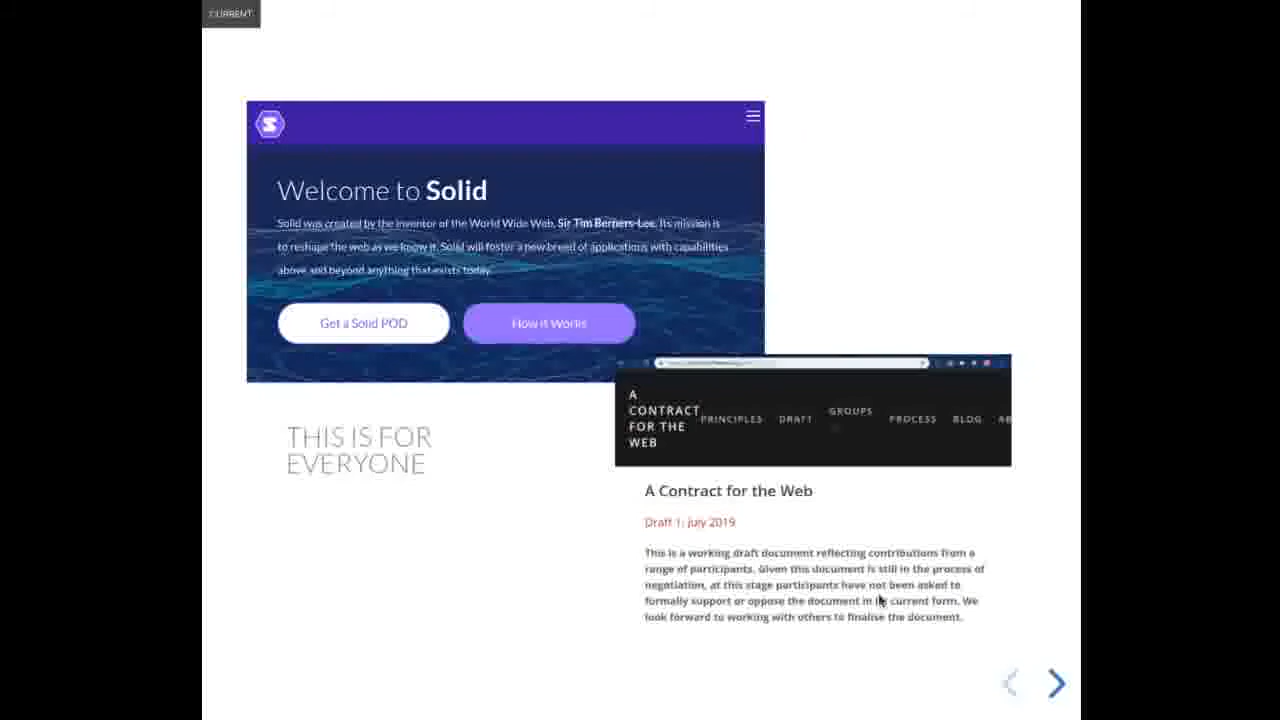 CURRENT
Welcome to Solid
Solid was created by the inventor of the World Wide Web, Sir Tim Berners-Lee. Its mission is
to reshape the web as we know it. Solid will foster a new breed of applications with capabilities
above and beyond anything that exists today.
Get a Solid POD
How it Works
THIS IS FOR
EVERYONE
A
CONTRACT
FOR THE
WEB
PRINCIPLES DRAFT GROUPS PROCESS BLOG AB
A Contract for the Web
Draft 1: July 2019
This is a working draft document reflecting contributions from a
range of participants. Given this document is still in the process of
negotiation, at this stage participants have not been asked to
formally support or oppose the document in its current form. We
look forward to working with others to finalise the document.